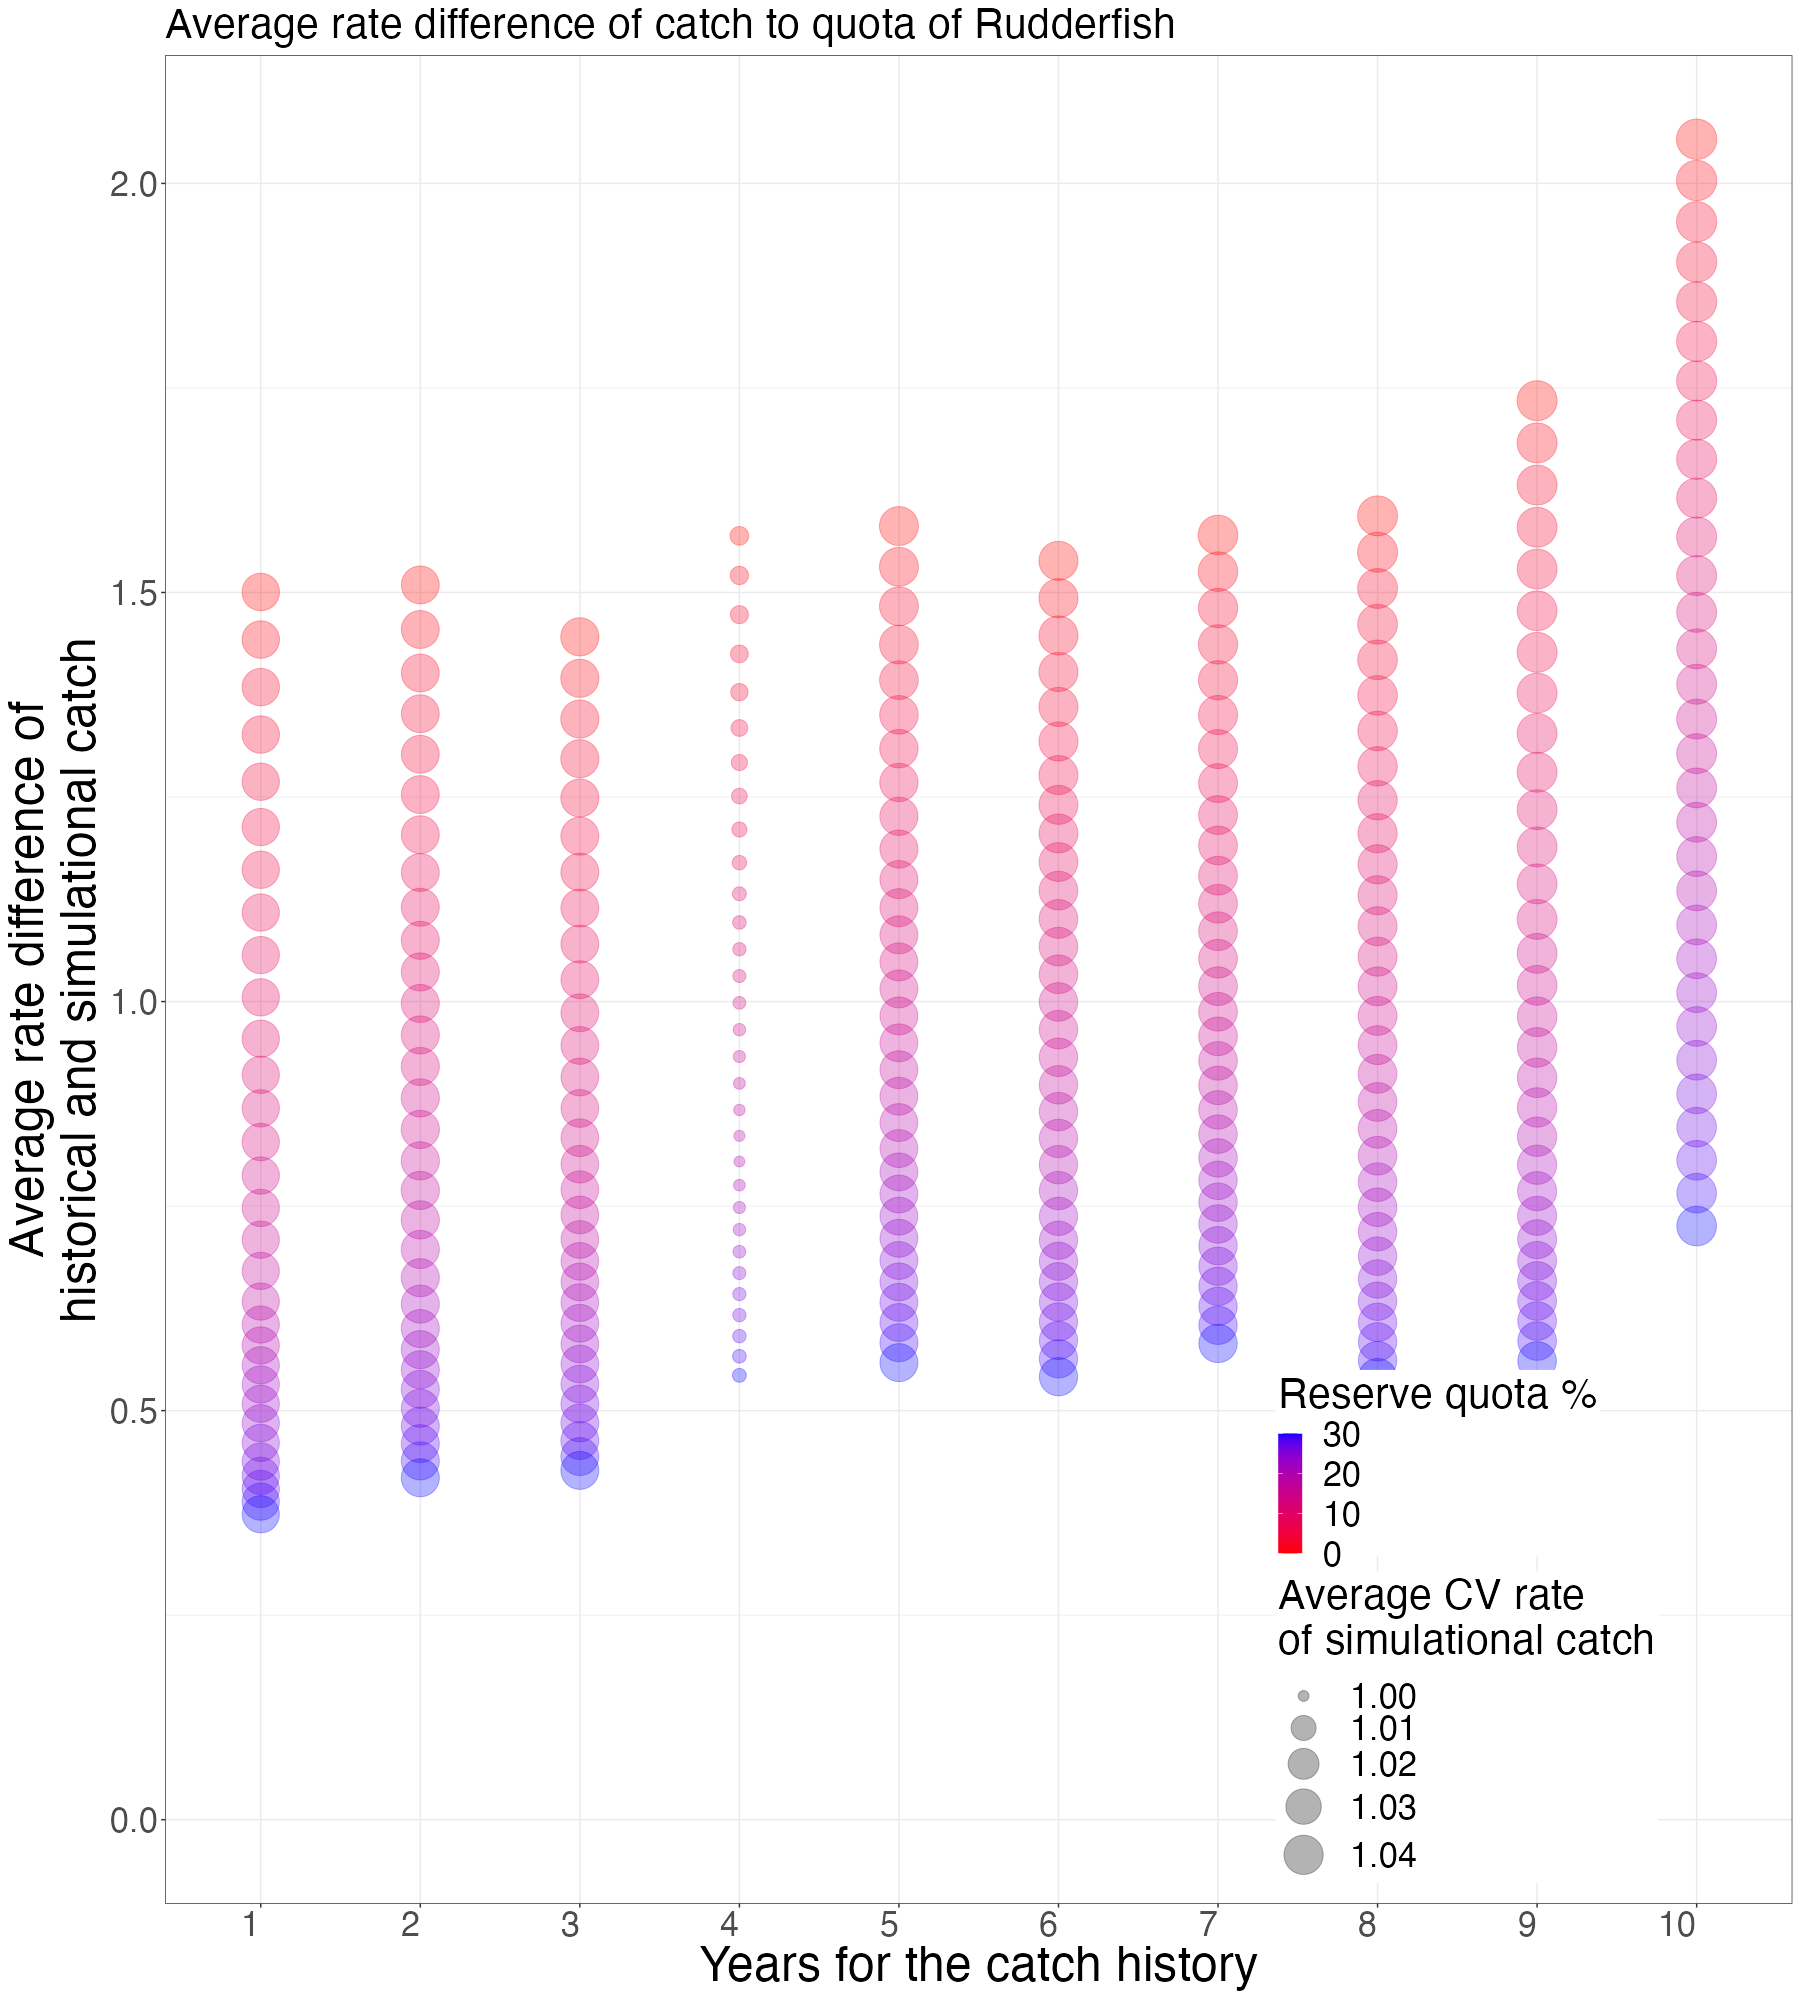 Average rate difference of catch to quota of Rudderfish
Average rate difference of
historical and simulational catch
2.0
1.5
1.0
0.5
0.0
Reserve quota %
30
20
10
0
Average CV rate
of simulational catch
1.00
1.01
1.02
1.03
1.04
1 2 3 4 5 6 7 8 9 10
Years for the catch history